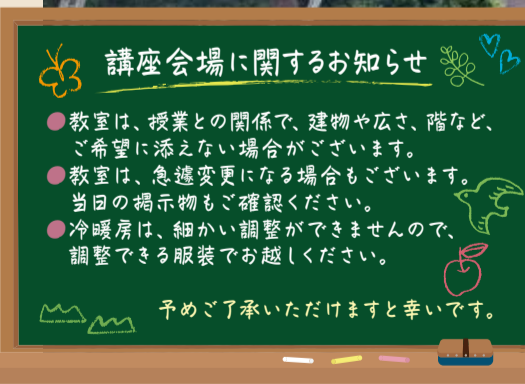 講座会場に関するお知らせ
●教室は、授業との関係で、建物や広さ、階など、
ご希望に添えない場合がございます。
●教室は、急遽変更になる場合もございます。
当日の掲示物もご確認ください。
●冷暖房は、細かい調整ができませんので、
調整できる服装でお越しください。
予めご了承いただけますと幸いです。